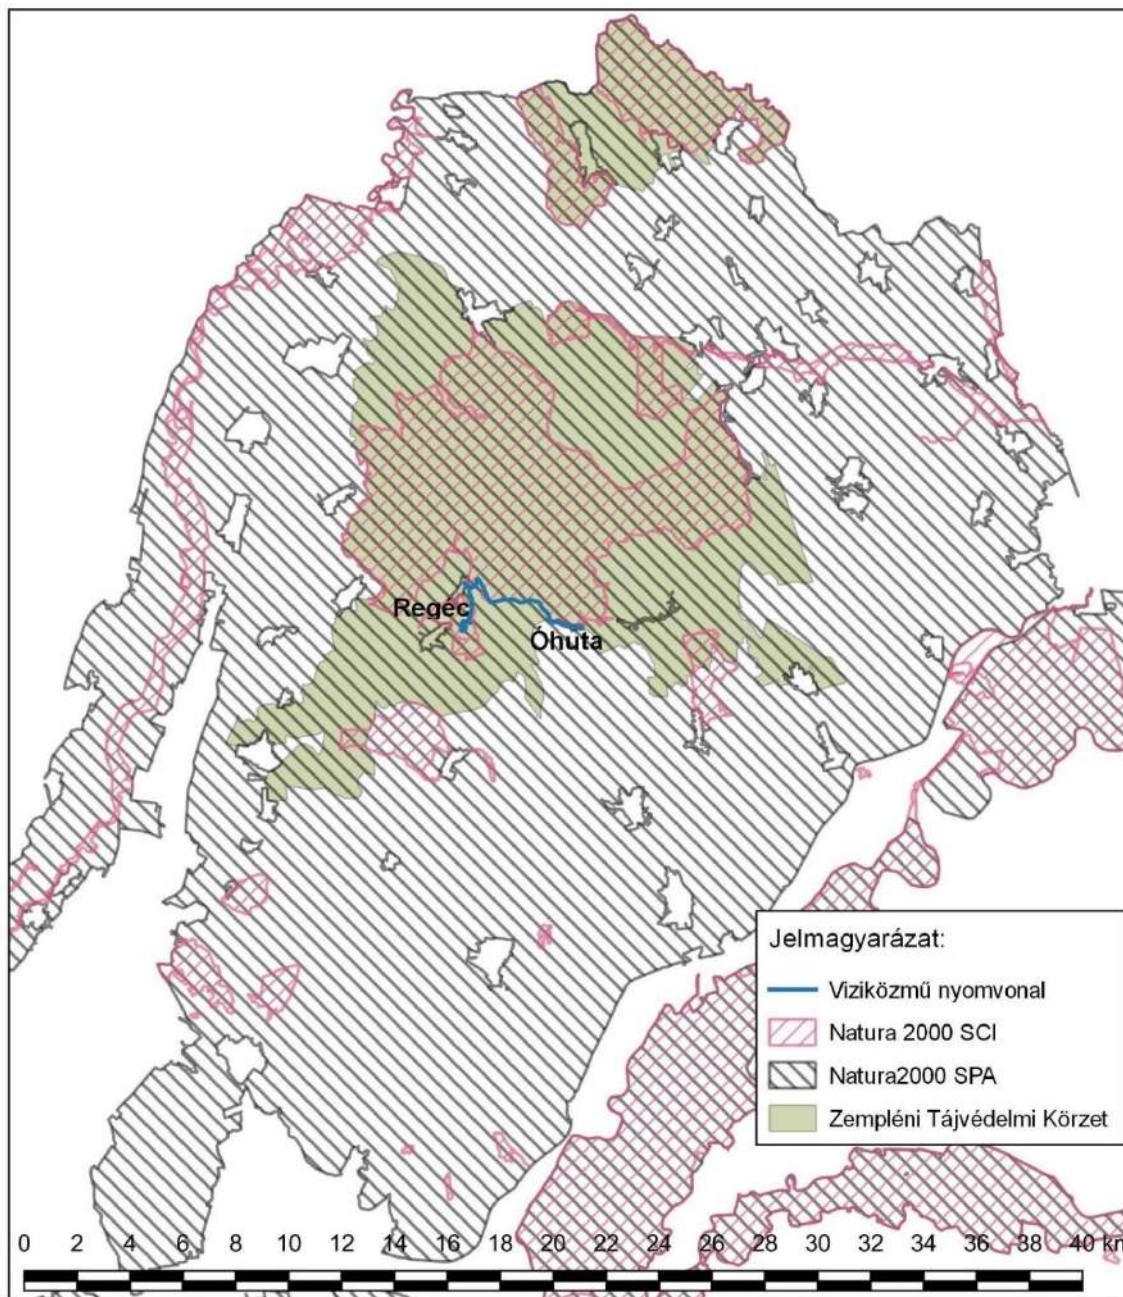 Regéc
Óhuta
Jelmagyarázat:
Viziközmű nyomvonal
Natura 2000 SCI
Natura2000 SPA
Zempléni Tájvédelmi Körzet
0 2 4 6 8 10 12 14 16 18 20 22 24 26 28 30 32 34 36 38 40 km